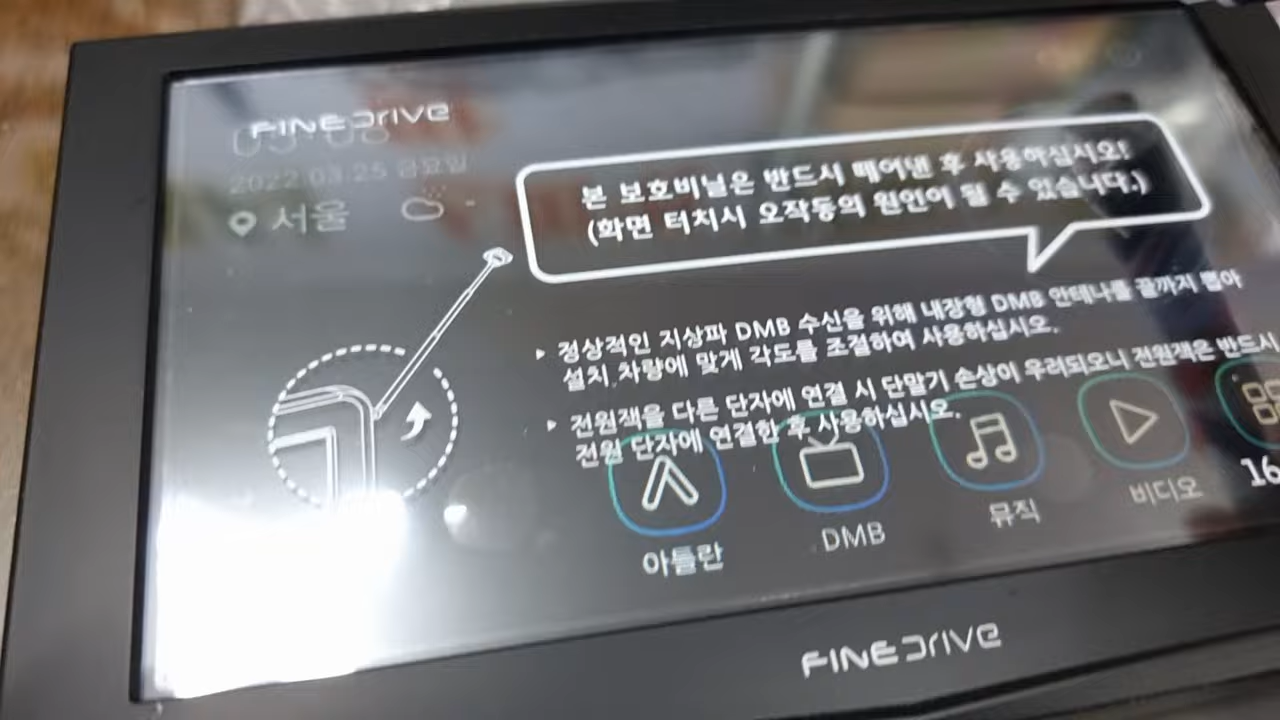 FINEDRIVE
2022.03.25 금요일
서울
본 보호비닐은 반드시 떼어낸 후 사용하십시오!
(화면 터치시 오작동의 원인이 될 수 있습니다.)
▸ 정상적인 지상파 DMB 수신을 위해 내장형 DMB 안테나를 끝까지 뽑아
설치 차량에 맞게 각도를 조절하여 사용하십시오.
▸ 전원잭을 다른 단자에 연결 시 단말기 손상이 우려되오니 전원잭은 반드시
전원 단자에 연결한 후 사용하십시오.
아틀란
DMB
뮤직
비디오
16
FINEDRIVE